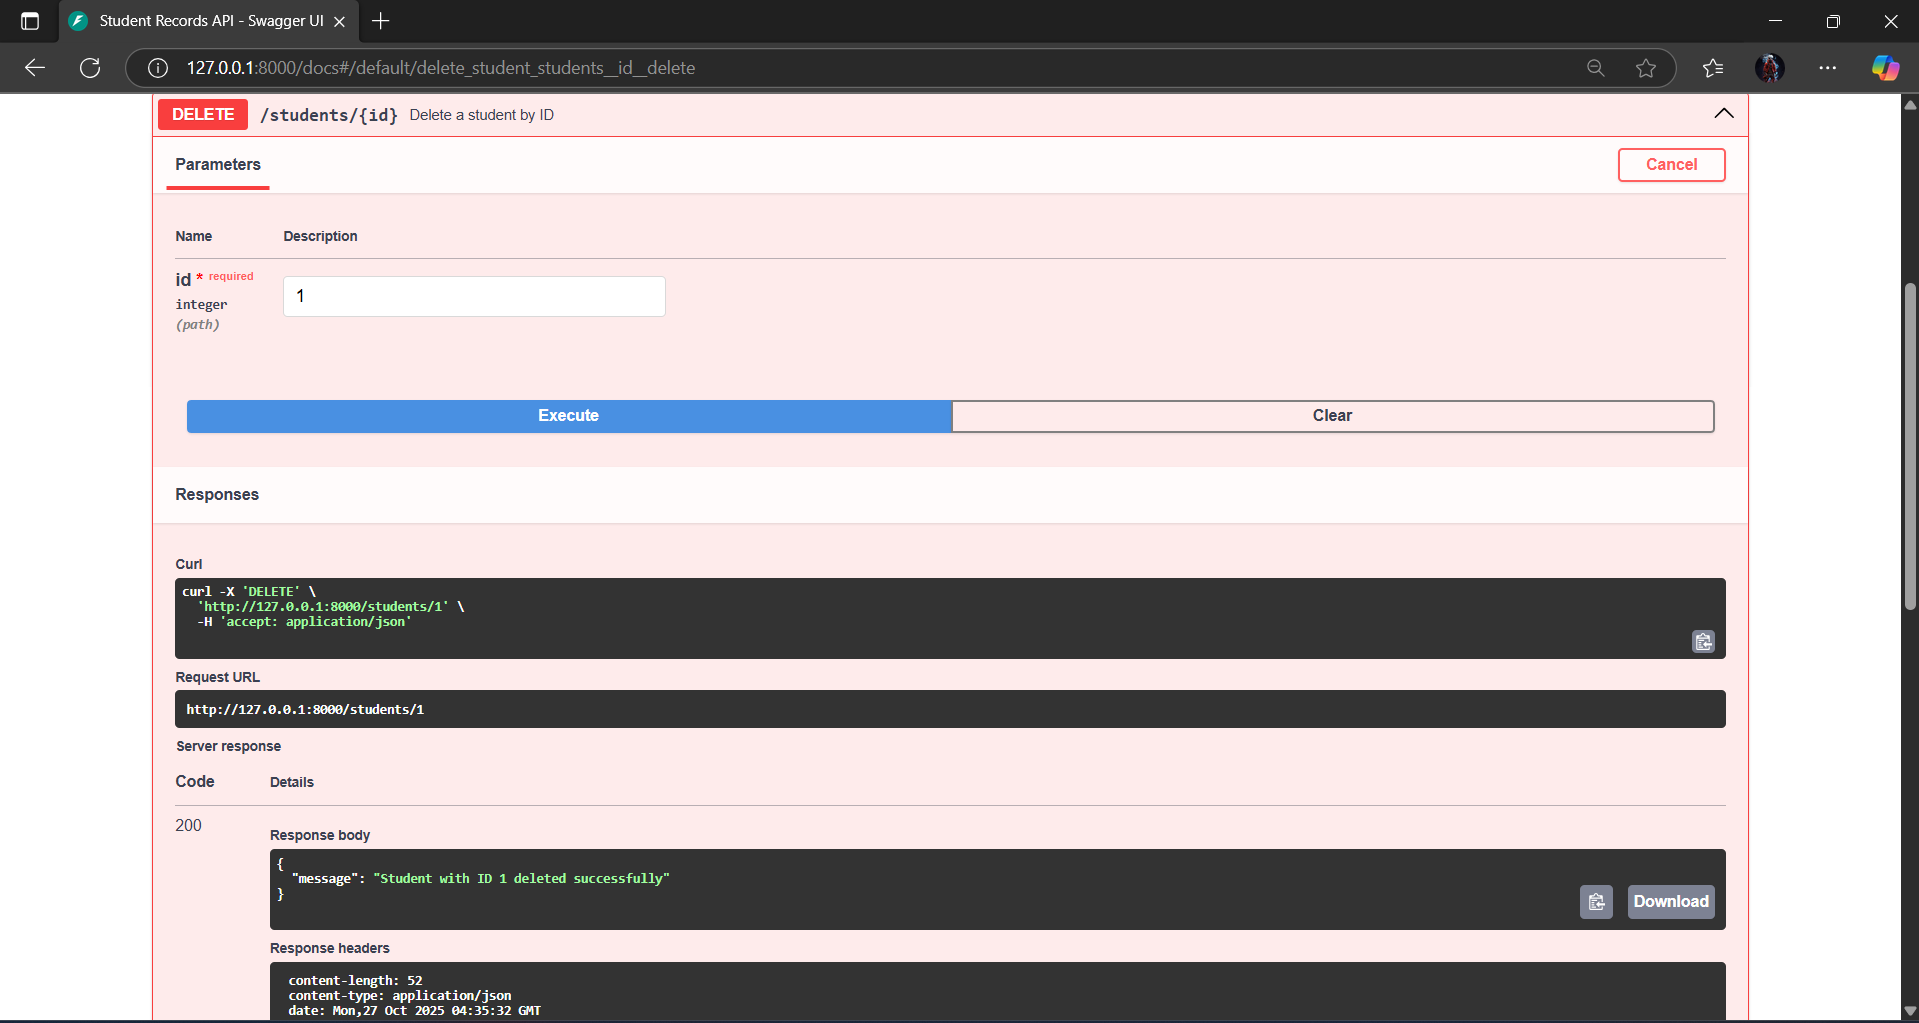 Student Records API - Swagger UI
127.0.0.1:8000/docs#/default/delete_student_students__id__delete
DELETE /students/{id} Delete a student by ID
Parameters
Cancel
Name Description
id * required
integer
(path)
1
Execute
Clear
Responses
Curl
curl -X 'DELETE' \
'http://127.0.0.1:8000/students/1' \
-H 'accept: application/json'
Request URL
http://127.0.0.1:8000/students/1
Server response
Code Details
200
Response body
{
"message": "Student with ID 1 deleted successfully"
}
Download
Response headers
content-length: 52
content-type: application/json
date: Mon,27 Oct 2025 04:35:32 GMT